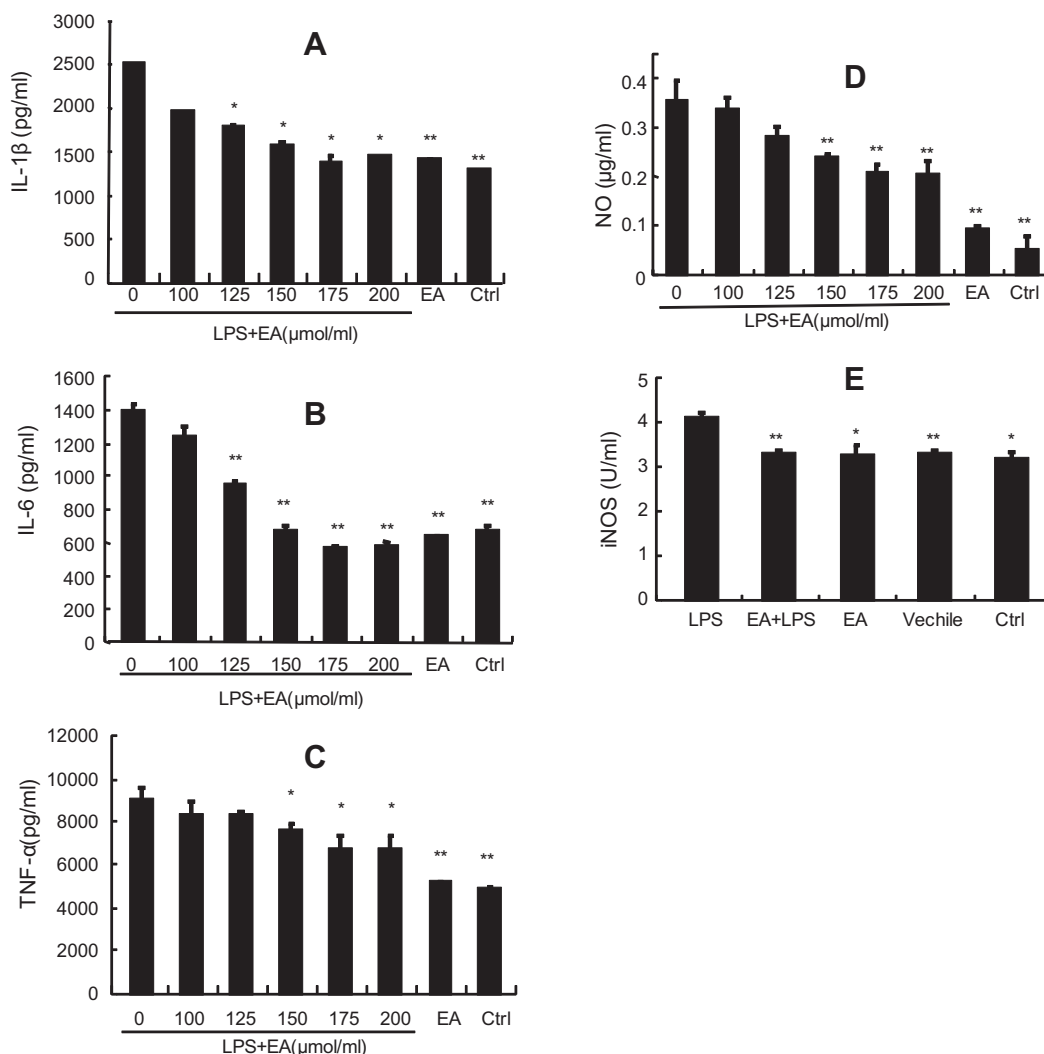 A
IL-1β (pg/ml)
3000
2500
2000
1500
1000
500
0
* * * * ** **
0 100 125 150 175 200 EA Ctrl
LPS+EA(μmol/ml)
B
IL-6 (pg/ml)
1600
1400
1200
1000
800
600
400
200
0
** ** ** ** ** **
0 100 125 150 175 200 EA Ctrl
LPS+EA(μmol/ml)
C
TNF-α(pg/ml)
12000
10000
8000
6000
4000
2000
0
* * * ** **
0 100 125 150 175 200 EA Ctrl
LPS+EA(μmol/ml)
D
NO (μg/ml)
0.4
0.3
0.2
0.1
0
** ** ** ** **
0 100 125 150 175 200 EA Ctrl
LPS+EA(μmol/ml)
E
iNOS (U/ml)
5
4
3
2
1
0
** * ** *
LPS EA+LPS EA Vechile Ctrl